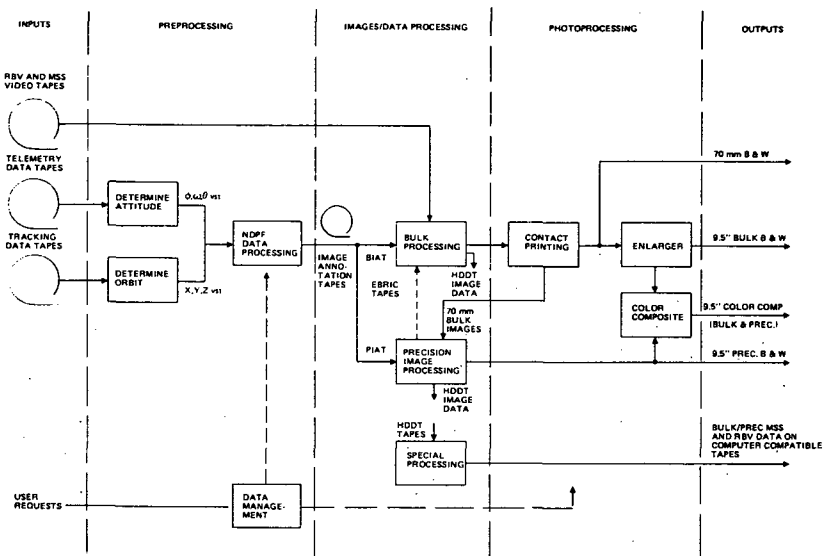 INPUTS
PREPROCESSING
IMAGES/DATA PROCESSING
PHOTOPROCESSING
OUTPUTS
RBV AND MSS
VIDEO TAPES
TELEMETRY
DATA TAPES
TRACKING
DATA TAPES
DETERMINE
ATTITUDE
DETERMINE
ORBIT
X,Y,Z vst
NDPF
DATA
PROCESSING
IMAGE
ANNO-
TATION
TAPES
BIAT
PIAT
BULK
PROCESSING
HDDT
IMAGE
DATA
EBRIC
TAPES
70 mm
BULK
IMAGES
PRECISION
IMAGE
PROCESSING
HDDT
IMAGE
DATA
HDDT
TAPES
SPECIAL
PROCESSING
CONTACT
PRINTING
ENLARGER
COLOR
COMPOSITE
70 mm B & W
9.5" BULK B & W
9.5" COLOR COMP
(BULK & PREC.)
9.5" PREC. B & W
BULK/PREC MSS
AND RBV DATA ON
COMPUTER COMPATIBLE
TAPES
USER
REQUESTS
DATA
MANAGE-
MENT